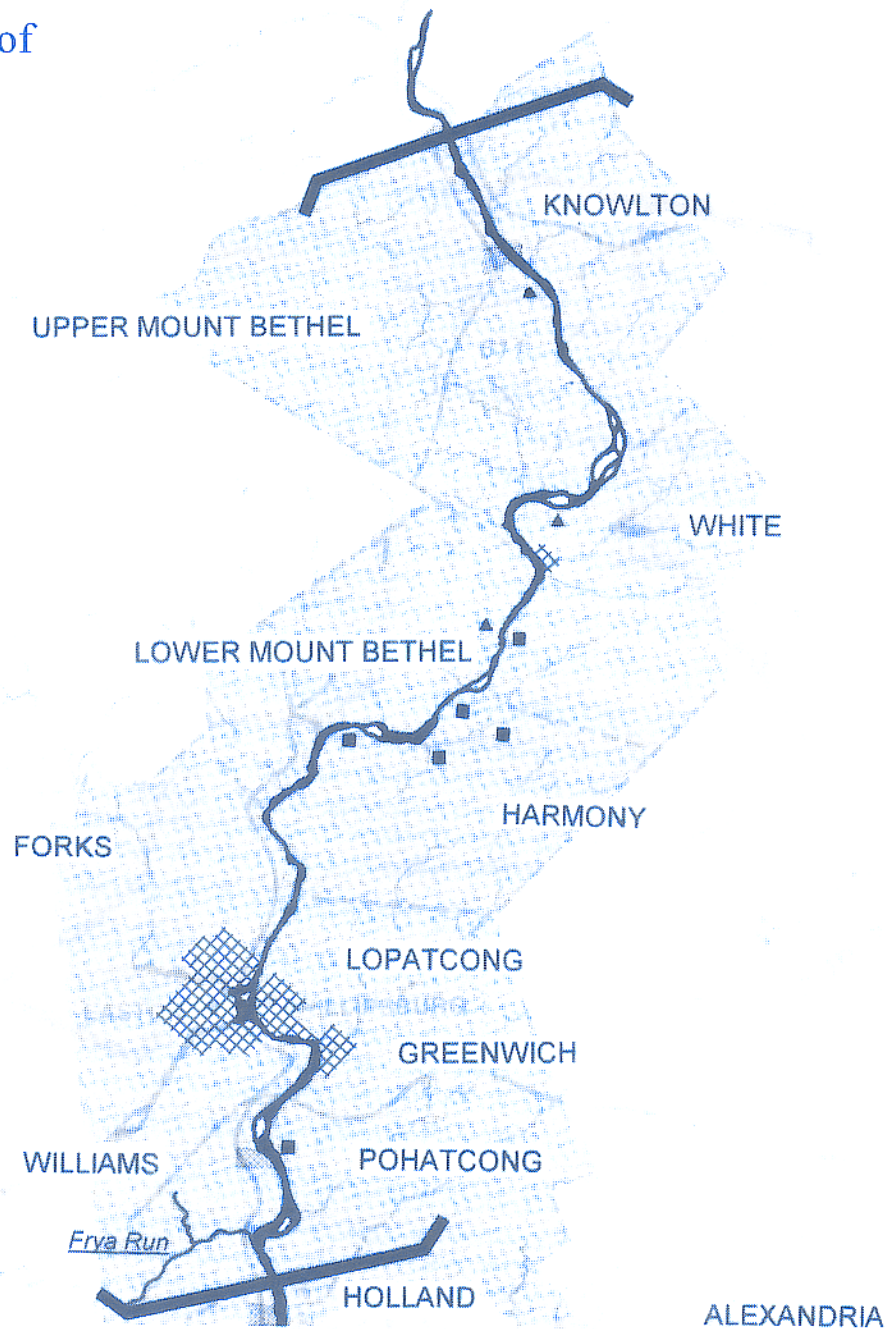 of
KNOWLTON
UPPER MOUNT BETHEL
WHITE
LOWER MOUNT BETHEL
HARMONY
FORKS
LOPATCONG
GREENWICH
WILLIAMS
POHATCONG
Frya Run
HOLLAND
ALEXANDRIA